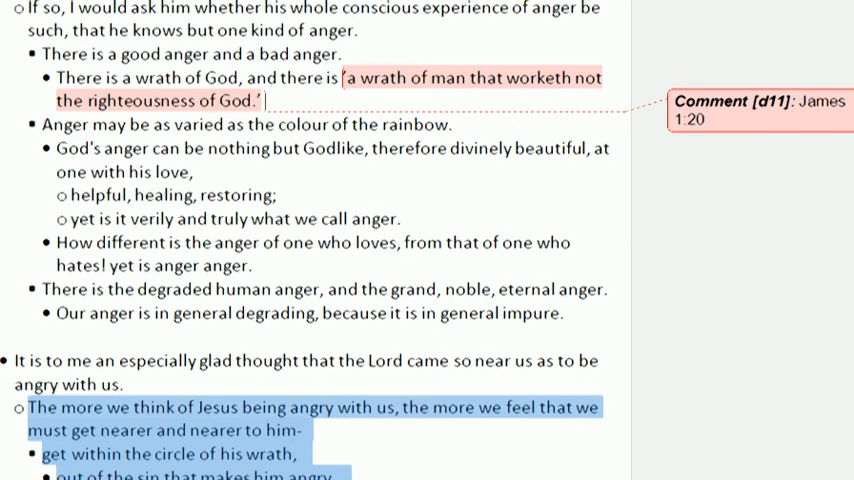 If so, I would ask him whether his whole conscious experience of anger be
such, that he knows but one kind of anger.
There is a good anger and a bad anger.
There is a wrath of God, and there is 'a wrath of man that worketh not
the righteousness of God.'
Comment [d11]: James
1:20
Anger may be as varied as the colour of the rainbow.
God's anger can be nothing but Godlike, therefore divinely beautiful, at
one with his love,
helpful, healing, restoring;
yet is it verily and truly what we call anger.
How different is the anger of one who loves, from that of one who
hates! yet is anger anger.
There is the degraded human anger, and the grand, noble, eternal anger.
Our anger is in general degrading, because it is in general impure.
It is to me an especially glad thought that the Lord came so near us as to be
angry with us.
The more we think of Jesus being angry with us, the more we feel that we
must get nearer and nearer to him-
get within the circle of his wrath,
out of the sin that makes him angry,